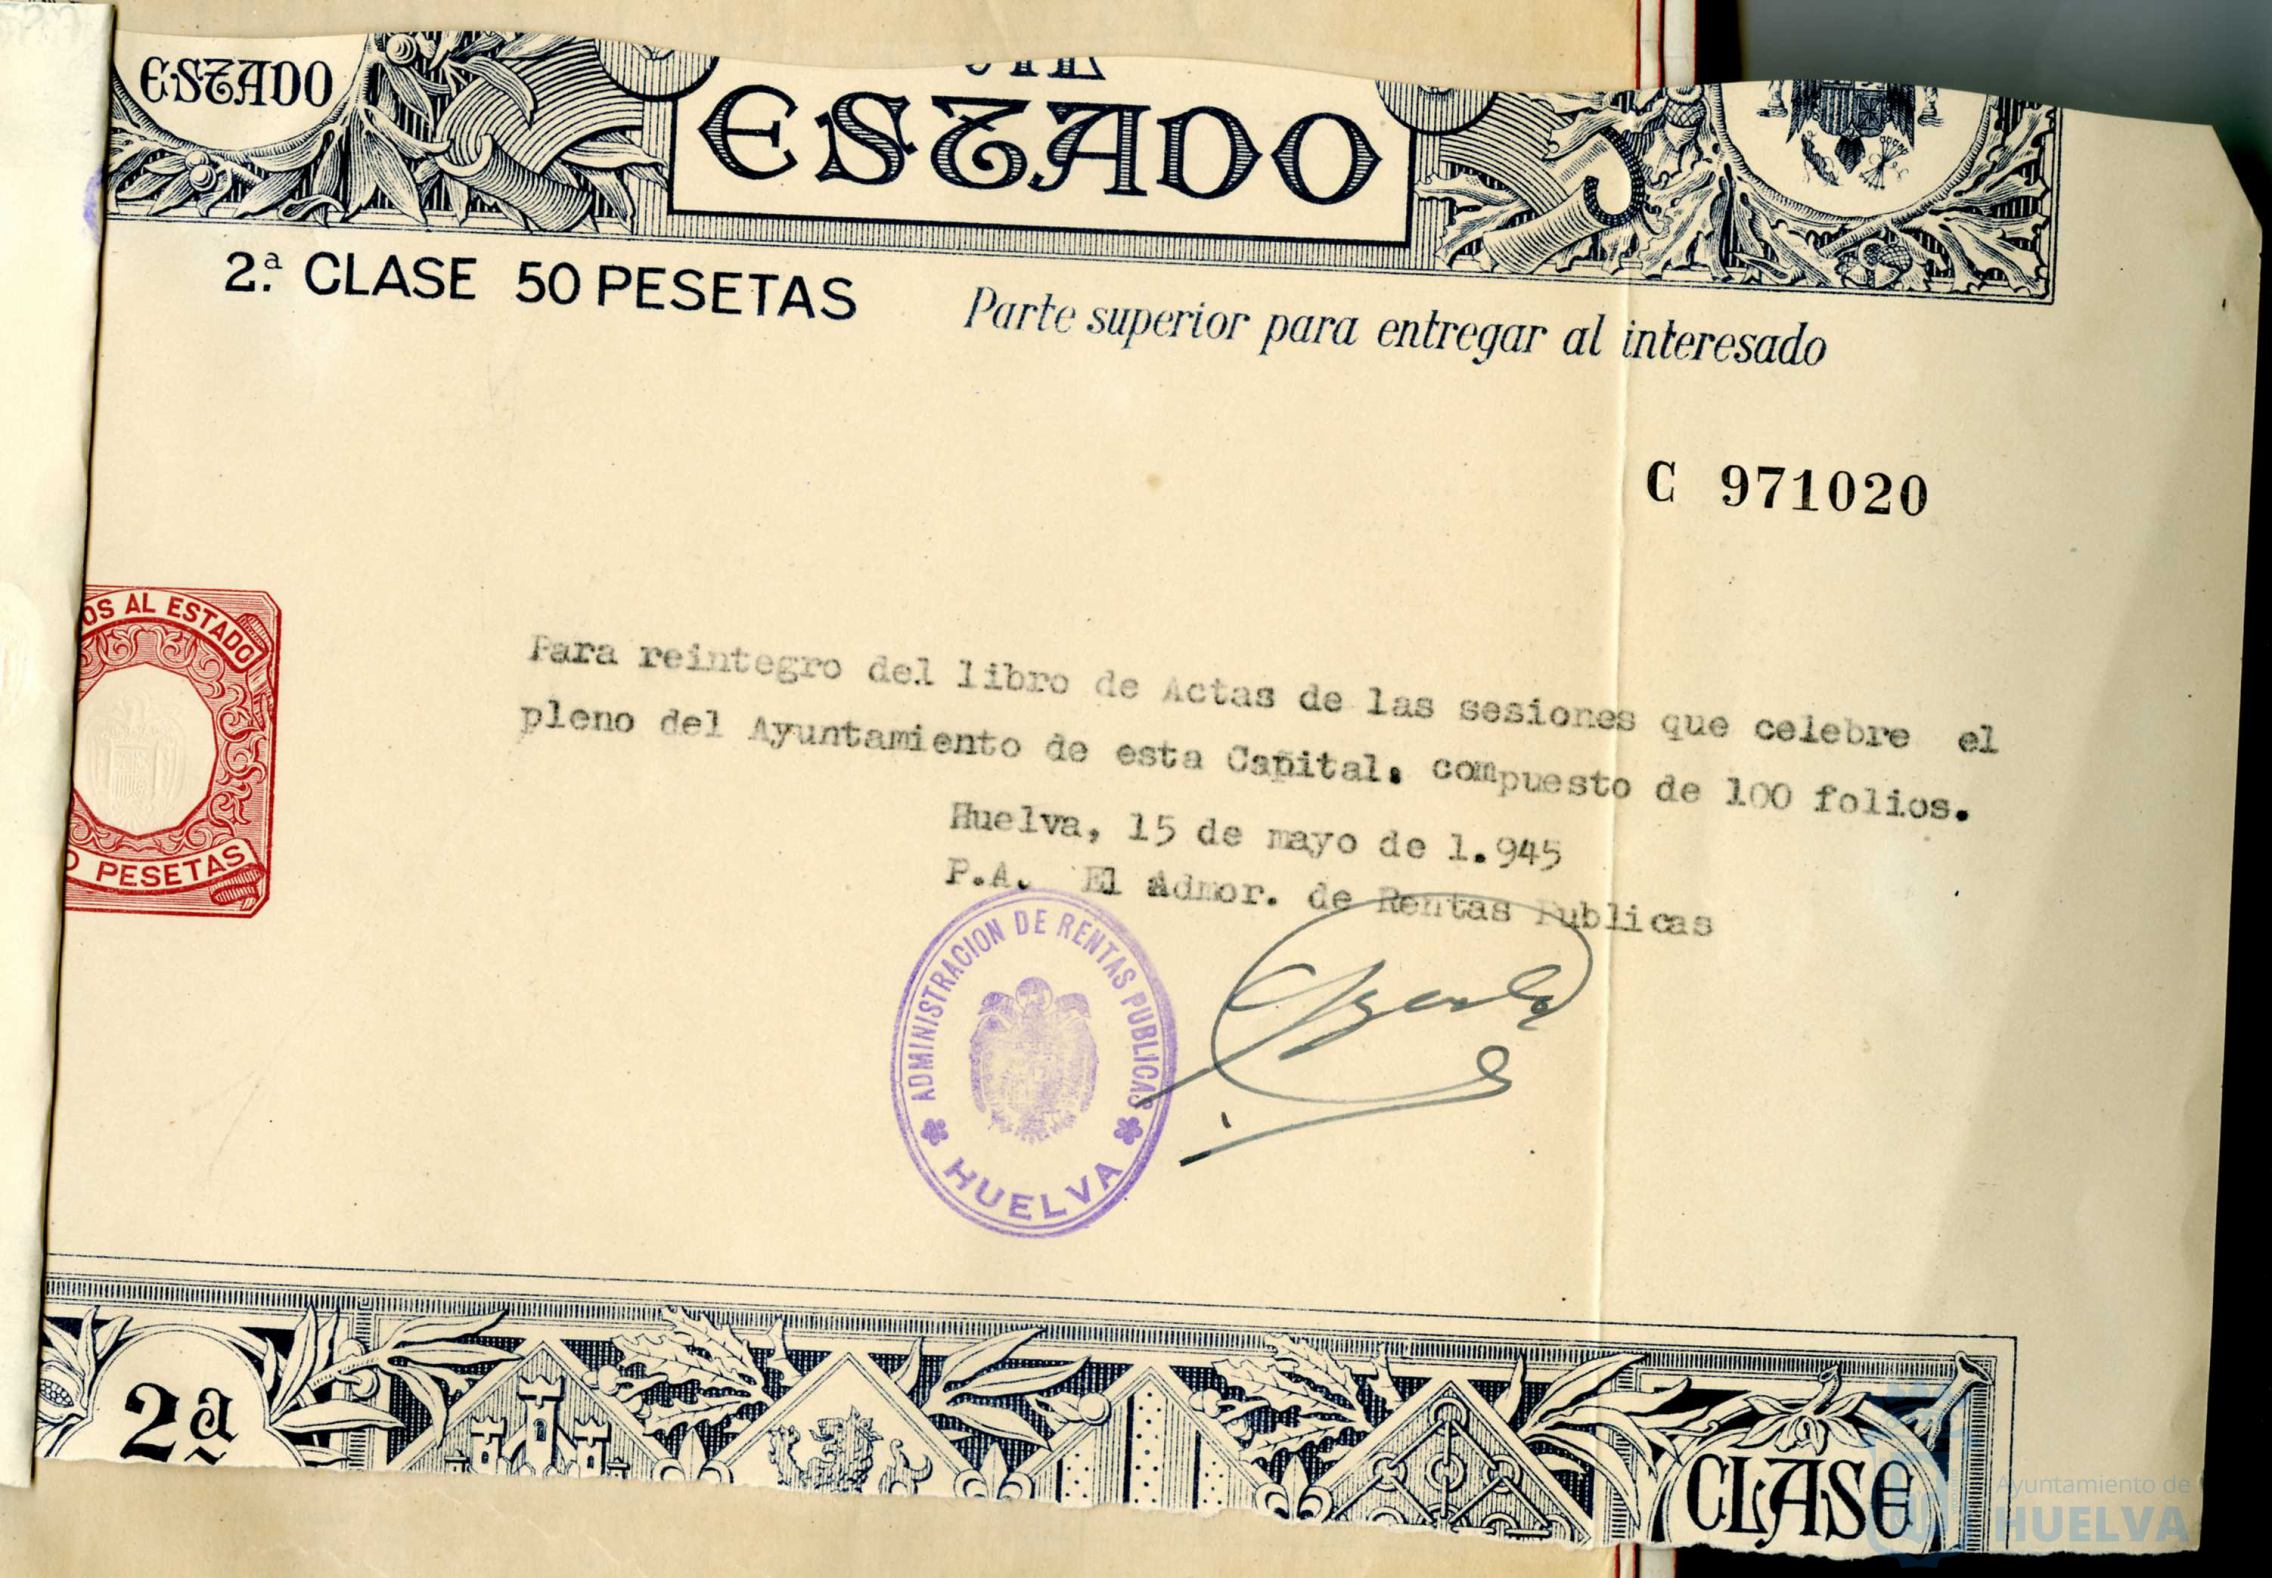 ESTADO
AL
ESTADO
2.ª CLASE 50 PESETAS
Parte superior para entregar al interesado
C 971020
OS AL ESTADO
PESETAS
Para reintegro del libro de Actas de las sesiones que celebre el
pleno del Ayuntamiento de esta Capital. compuesto de 100 folios.
Huelva, 15 de mayo de 1.945
P.A. El Admor. de Rentas Publicas
ADMINISTRACION DE RENTAS PUBLICAS
HUELVA
2ª
CLASE
Ayuntamiento de
HUELVA